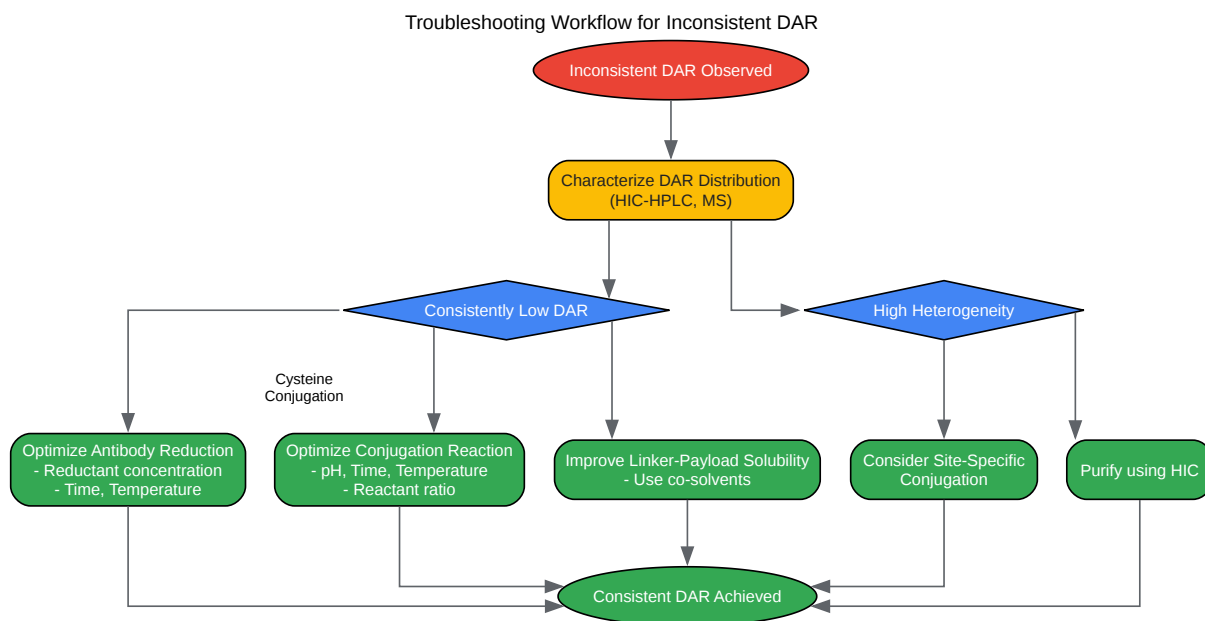 Troubleshooting Workflow for Inconsistent DAR
Inconsistent DAR Observed
Characterize DAR Distribution
(HIC-HPLC, MS)
Consistently Low DAR
High Heterogeneity
Cysteine
Conjugation
Optimize Antibody Reduction
- Reductant concentration
- Time, Temperature
Optimize Conjugation Reaction
- pH, Time, Temperature
- Reactant ratio
Improve Linker-Payload Solubility
- Use co-solvents
Consider Site-Specific
Conjugation
Purify using HIC
Consistent DAR Achieved